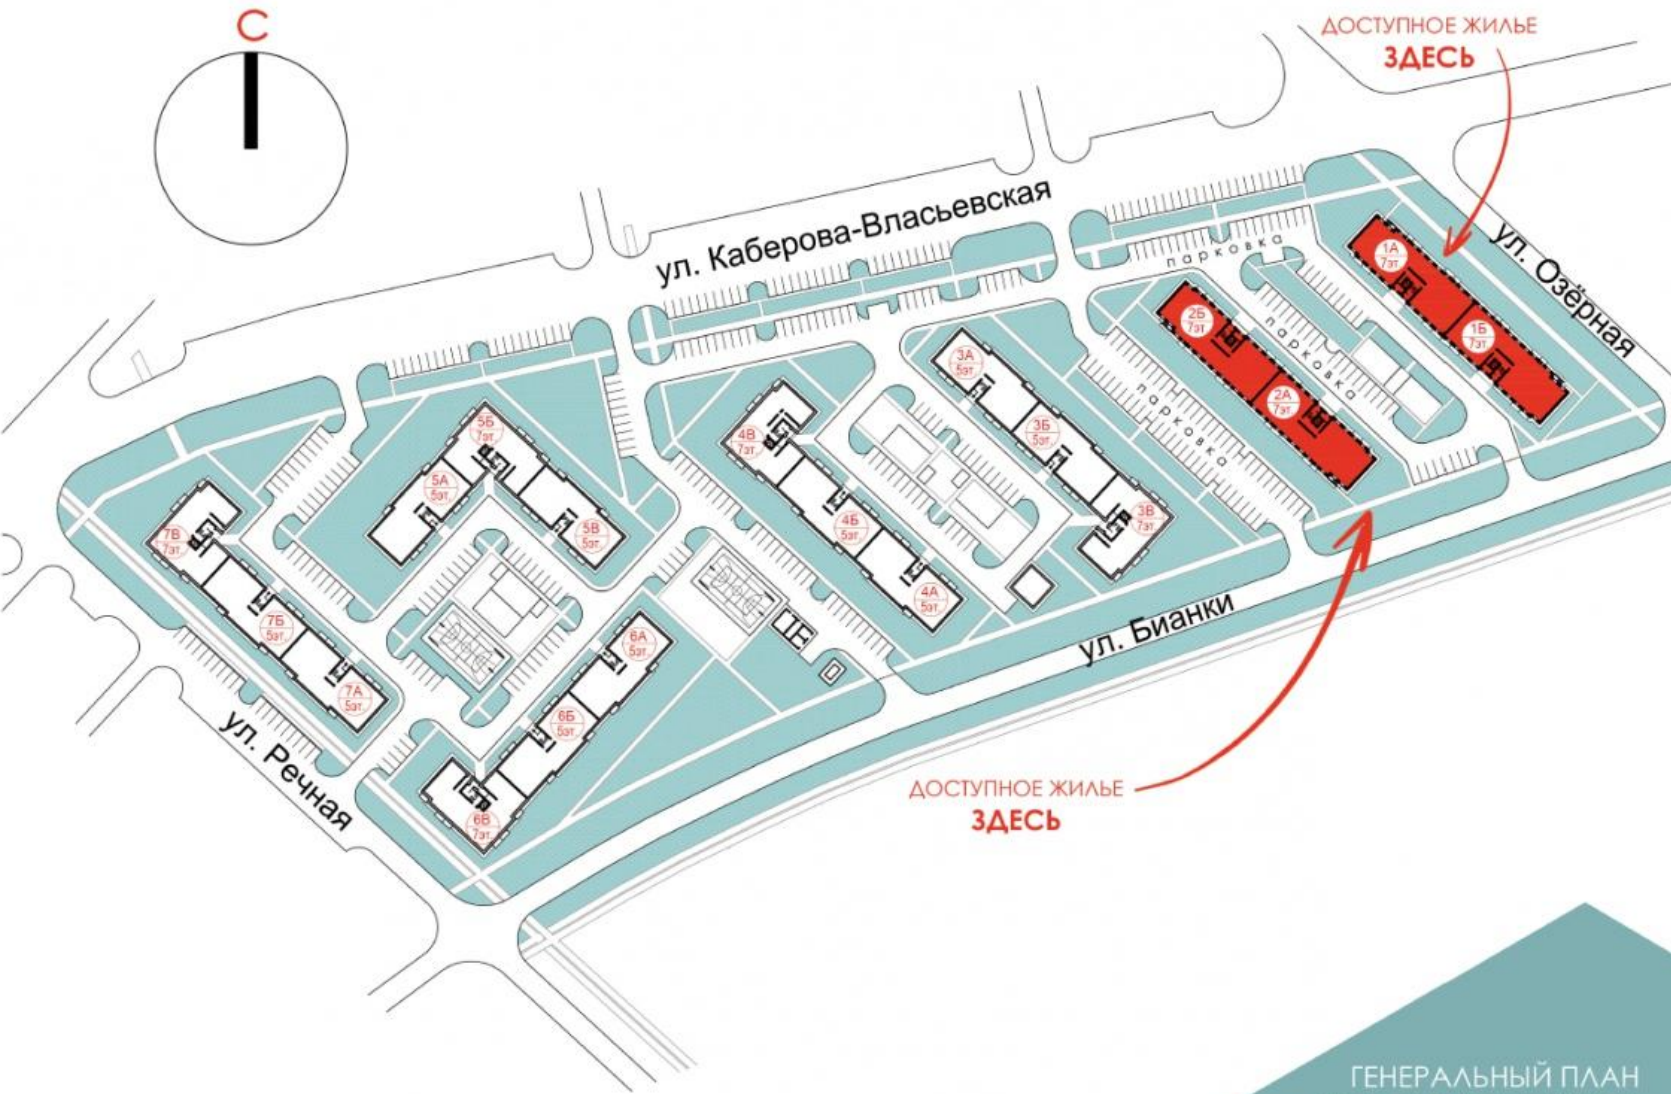 С
ДОСТУПНОЕ ЖИЛЬЕ
ЗДЕСЬ
ул. Каберова-Власьевская
ул. Озёрная
парковка
1А
7эт
1Б
7эт
2Б
7эт
2А
7эт
парковка
парковка
3А
5эт
3Б
5эт
3В
7эт
4В
7эт.
4Б
5эт.
4А
5эт.
5Б
7эт.
5А
5эт.
5В
5эт.
7В
7эт.
7Б
5эт.
7А
5эт.
6А
5эт.
6Б
5эт.
6В
7эт.
ул. Бианки
ул. Речная
ДОСТУПНОЕ ЖИЛЬЕ
ЗДЕСЬ
ГЕНЕРАЛЬНЫЙ ПЛАН